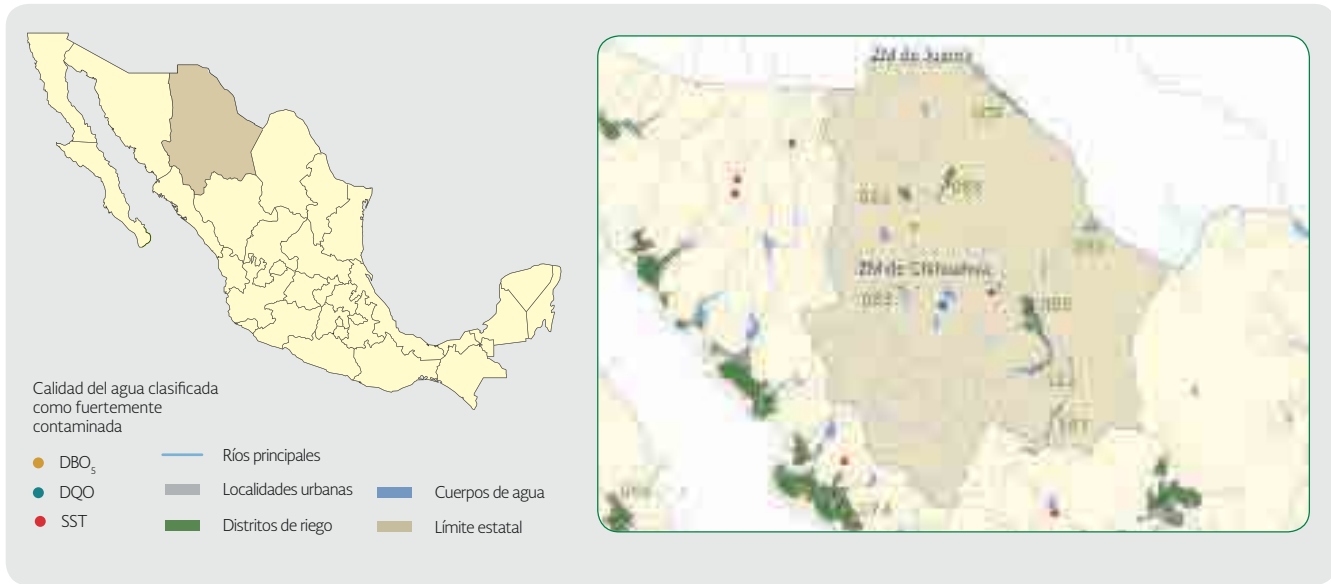 ZM de Juárez
ZM de Chihuahua
Calidad del agua clasificada
como fuertemente
contaminada
DBO₅
DQO
SST
Ríos principales
Localidades urbanas
Distritos de riego
Cuerpos de agua
Límite estatal